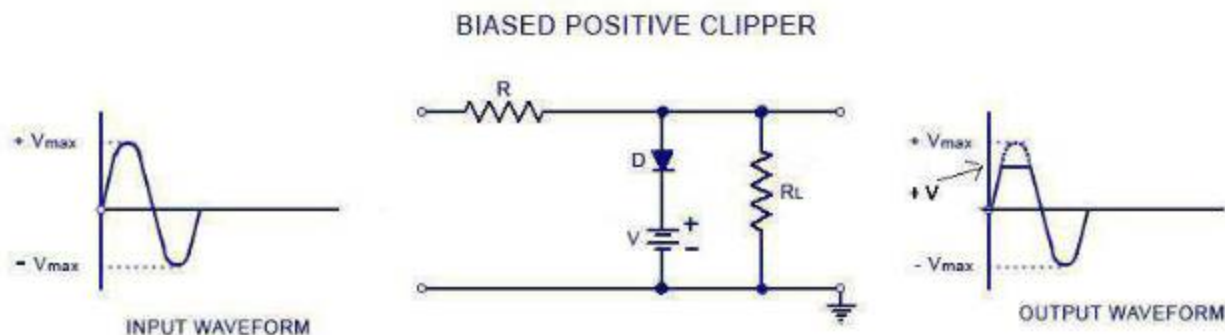 BIASED POSITIVE CLIPPER
+ Vmax
- Vmax
INPUT WAVEFORM
R
D
V
+
-
RL
+ Vmax
+ V
- Vmax
OUTPUT WAVEFORM